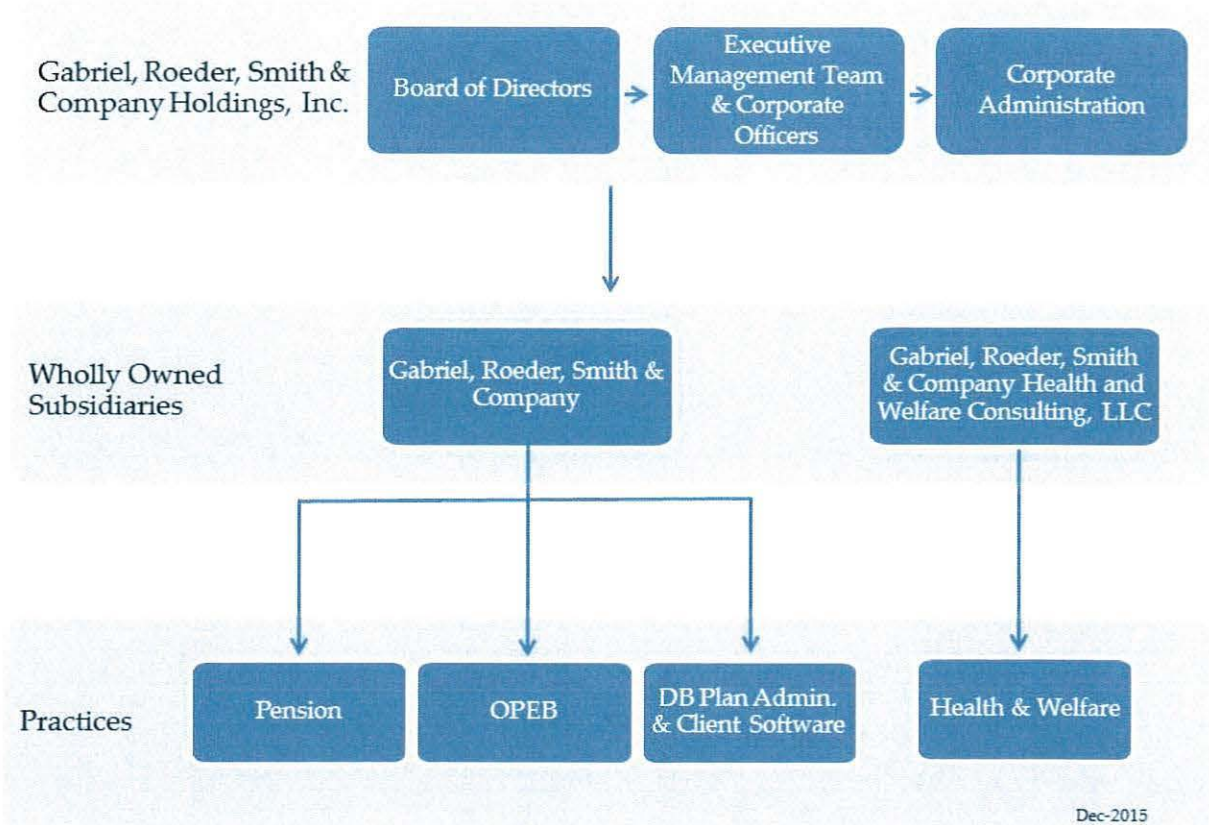 Gabriel, Roeder, Smith &
Company Holdings, Inc.
Board of Directors
Executive
Management Team
& Corporate
Officers
Corporate
Administration
Wholly Owned
Subsidiaries
Gabriel, Roeder, Smith &
Company
Gabriel, Roeder, Smith
& Company Health and
Welfare Consulting, LLC
Practices
Pension
OPEB
DB Plan Admin.
& Client Software
Health & Welfare
Dec-2015